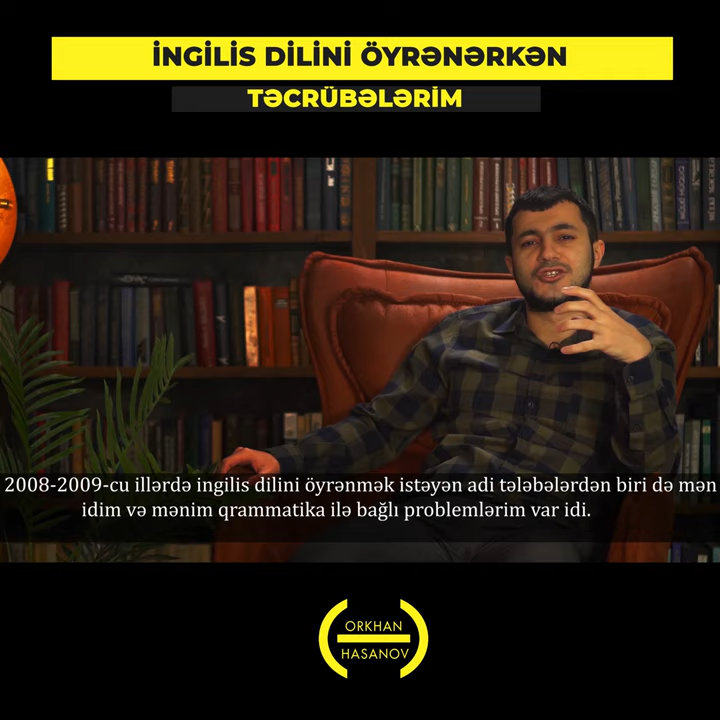 İNGİLİS DİLİNİ ÖYRƏNƏRKƏN
TƏCRÜBƏLƏRİM
2008-2009-cu illərdə ingilis dilini öyrənmək istəyən adi tələbələrdən biri də mən
idim və mənim qrammatika ilə bağlı problemlərim var idi.
ORKHAN
HASANOV